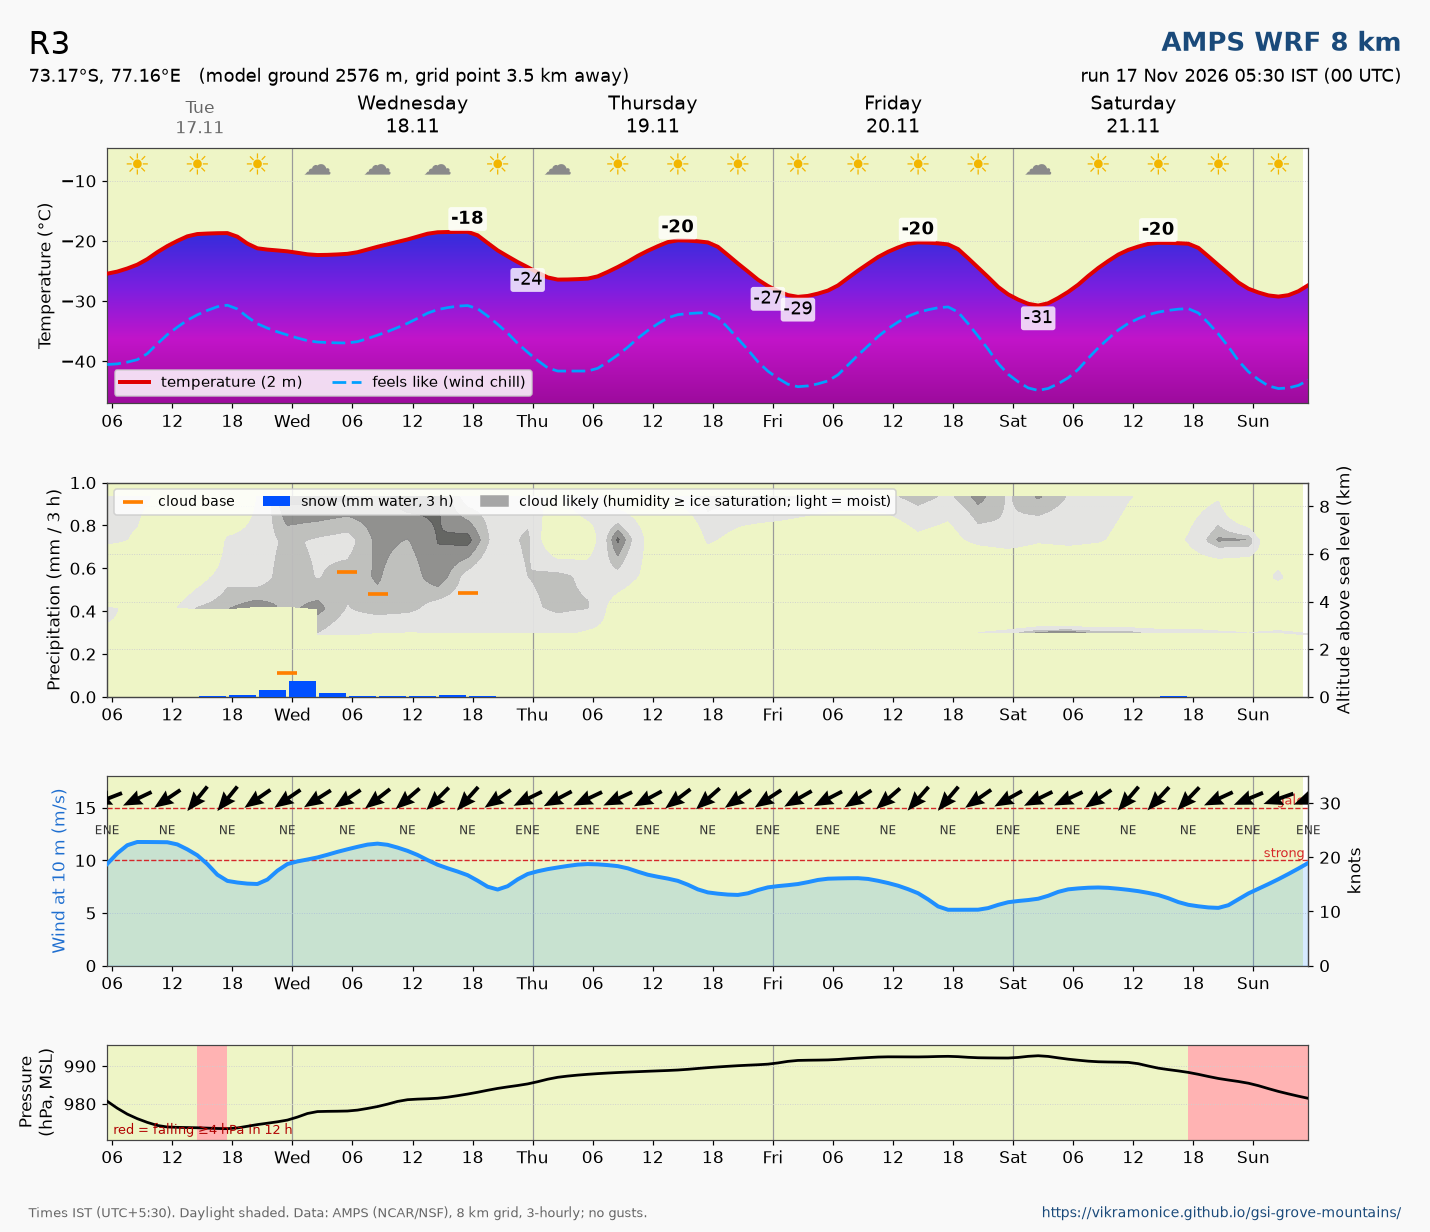 R3
AMPS WRF 8 km
73.17°S, 77.16°E (model ground 2576 m, grid point 3.5 km away)
run 17 Nov 2026 05:30 IST (00 UTC)
Tue
17.11
Wednesday
18.11
Thursday
19.11
Friday
20.11
Saturday
21.11
Temperature (°C)
−10
−20
−30
−40
-18
-24
-20
-27
-29
-20
-31
-20
temperature (2 m)
feels like (wind chill)
06 12 18 Wed 06 12 18 Thu 06 12 18 Fri 06 12 18 Sat 06 12 18 Sun
Precipitation (mm / 3 h)
1.0
0.8
0.6
0.4
0.2
0.0
cloud base
snow (mm water, 3 h)
cloud likely (humidity ≥ ice saturation; light = moist)
8
6
4
2
0
Altitude above sea level (km)
06 12 18 Wed 06 12 18 Thu 06 12 18 Fri 06 12 18 Sat 06 12 18 Sun
Wind at 10 m (m/s)
15
10
5
0
ENE NE NE NE NE NE NE ENE ENE ENE NE ENE ENE NE NE ENE ENE NE NE ENE ENE
strong
30
20
10
0
knots
06 12 18 Wed 06 12 18 Thu 06 12 18 Fri 06 12 18 Sat 06 12 18 Sun
Pressure
(hPa, MSL)
990
980
red = falling ≥4 hPa in 12 h
06 12 18 Wed 06 12 18 Thu 06 12 18 Fri 06 12 18 Sat 06 12 18 Sun
Times IST (UTC+5:30). Daylight shaded. Data: AMPS (NCAR/NSF), 8 km grid, 3-hourly; no gusts.
https://vikramonice.github.io/gsi-grove-mountains/